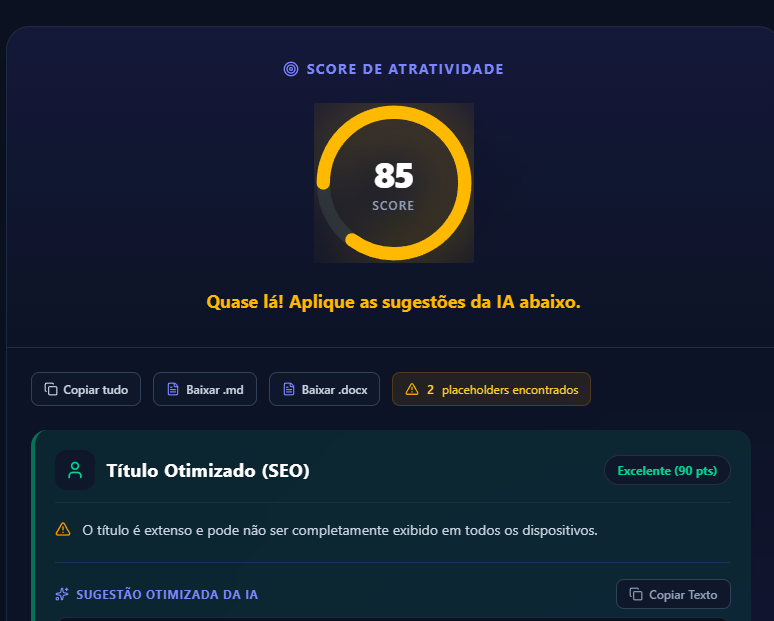 SCORE DE ATRATIVIDADE
85
SCORE
Quase lá! Aplique as sugestões da IA abaixo.
Copiar tudo
Baixar .md
Baixar .docx
2 placeholders encontrados
Título Otimizado (SEO)
Excelente (90 pts)
O título é extenso e pode não ser completamente exibido em todos os dispositivos.
SUGESTÃO OTIMIZADA DA IA
Copiar Texto